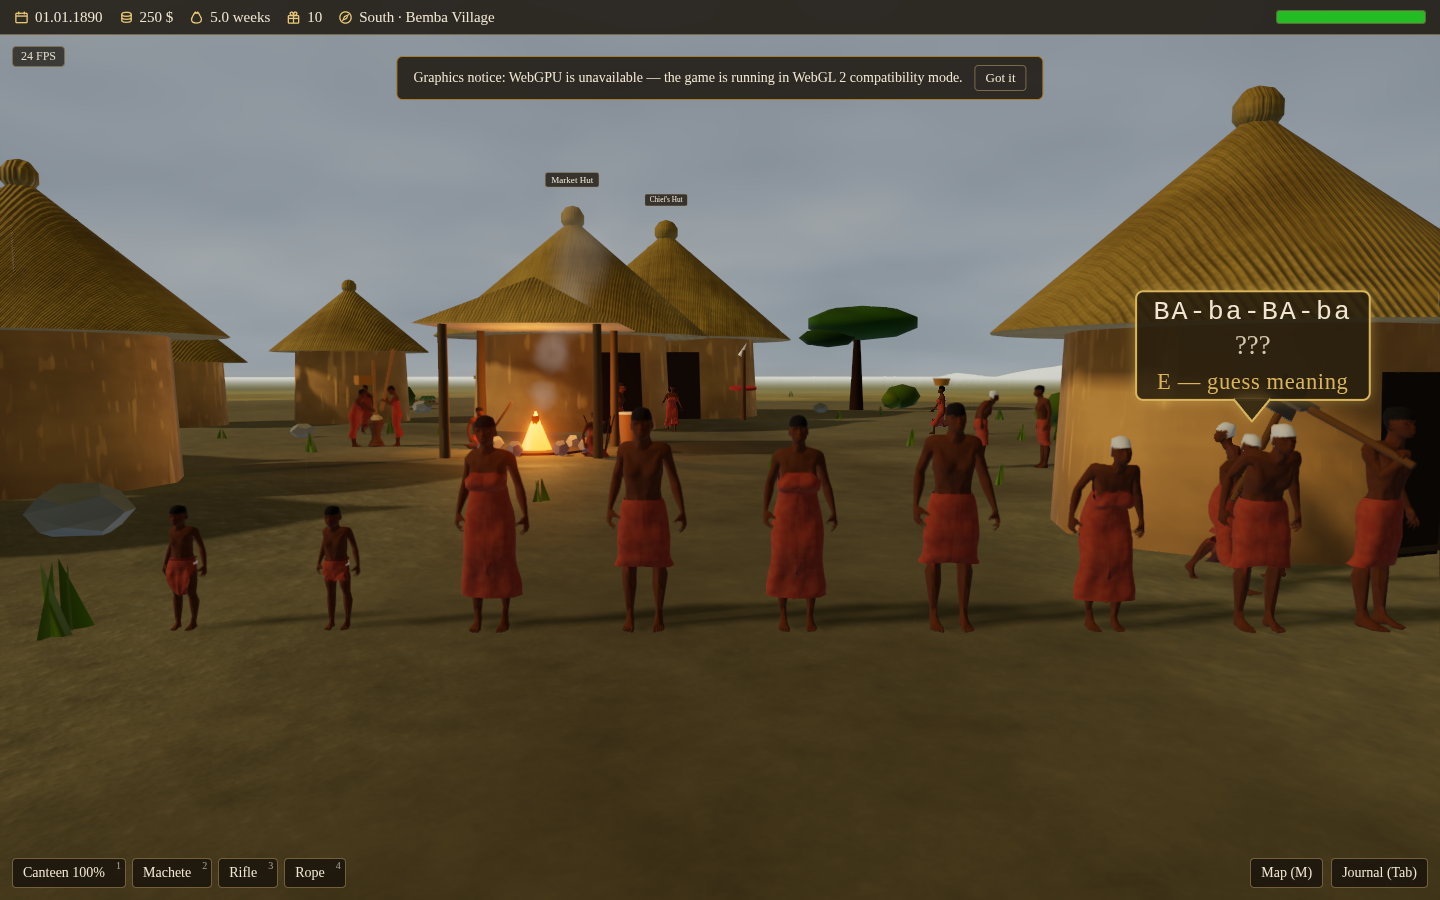 01.01.1890 250 $ 5.0 weeks 10 South · Bemba Village
24 FPS
Graphics notice: WebGPU is unavailable — the game is running in WebGL 2 compatibility mode. Got it
Market Hut
Chief's Hut
BA-ba-BA-ba
???
E — guess meaning
Canteen 100% 1 Machete 2 Rifle 3 Rope 4 Map (M) Journal (Tab)